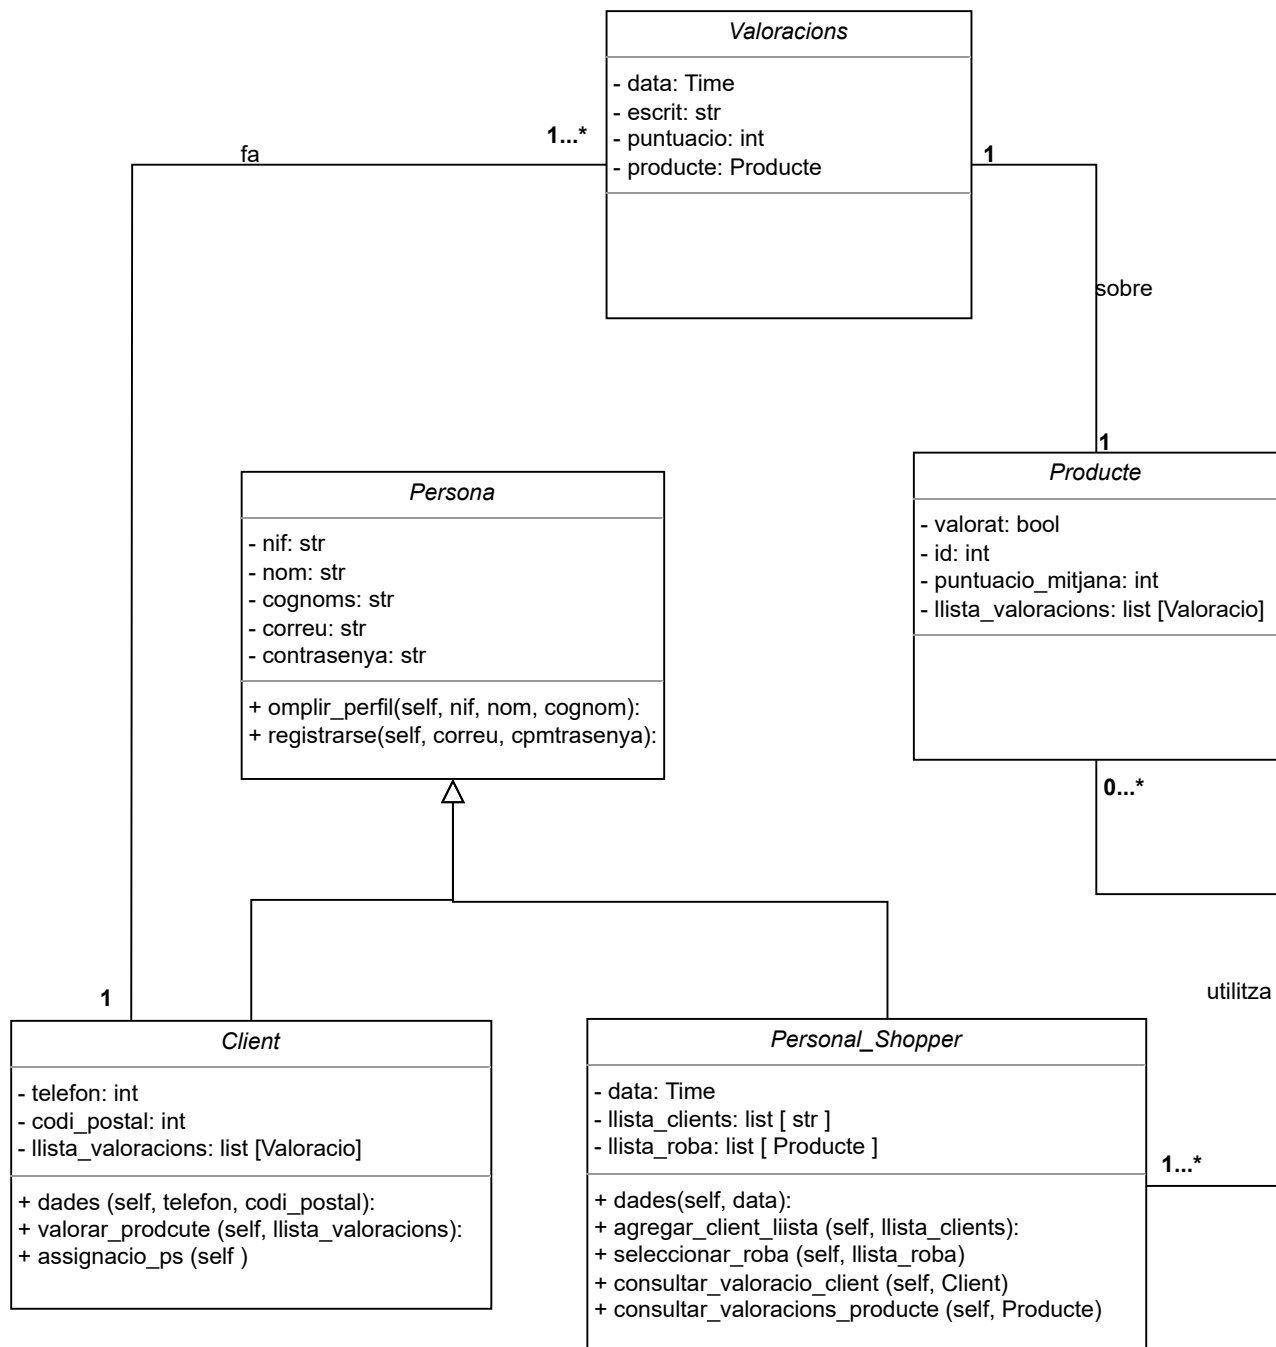 Valoracions
- data: Time
- escrit: str
- puntuacio: int
- producte: Producte
1...*
fa
1
sobre
1
Producte
- valorat: bool
- id: int
- puntuacio_mitjana: int
- llista_valoracions: list [Valoracio]
0...*
Persona
- nif: str
- nom: str
- cognoms: str
- correu: str
- contrasenya: str
+ omplir_perfil(self, nif, nom, cognom):
+ registrarse(self, correu, cpmtrasenya):
utilitza
1
Client
- telefon: int
- codi_postal: int
- llista_valoracions: list [Valoracio]
+ dades (self, telefon, codi_postal):
+ valorar_prodcute (self, llista_valoracions):
+ assignacio_ps (self )
Personal_Shopper
- data: Time
- llista_clients: list [ str ]
- llista_roba: list [ Producte ]
+ dades(self, data):
+ agregar_client_liista (self, llista_clients):
+ seleccionar_roba (self, llista_roba)
+ consultar_valoracio_client (self, Client)
+ consultar_valoracions_producte (self, Producte)
1...*